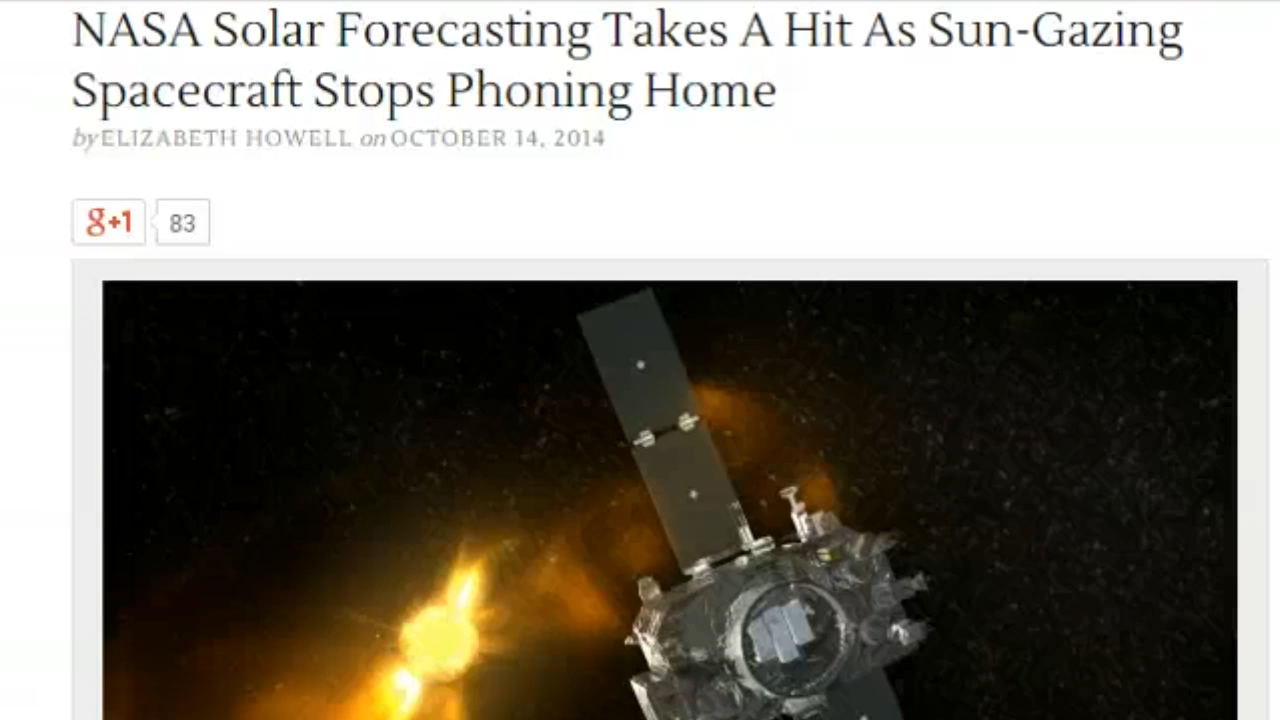 NASA Solar Forecasting Takes A Hit As Sun-Gazing
Spacecraft Stops Phoning Home
by ELIZABETH HOWELL on OCTOBER 14, 2014
g+1 83